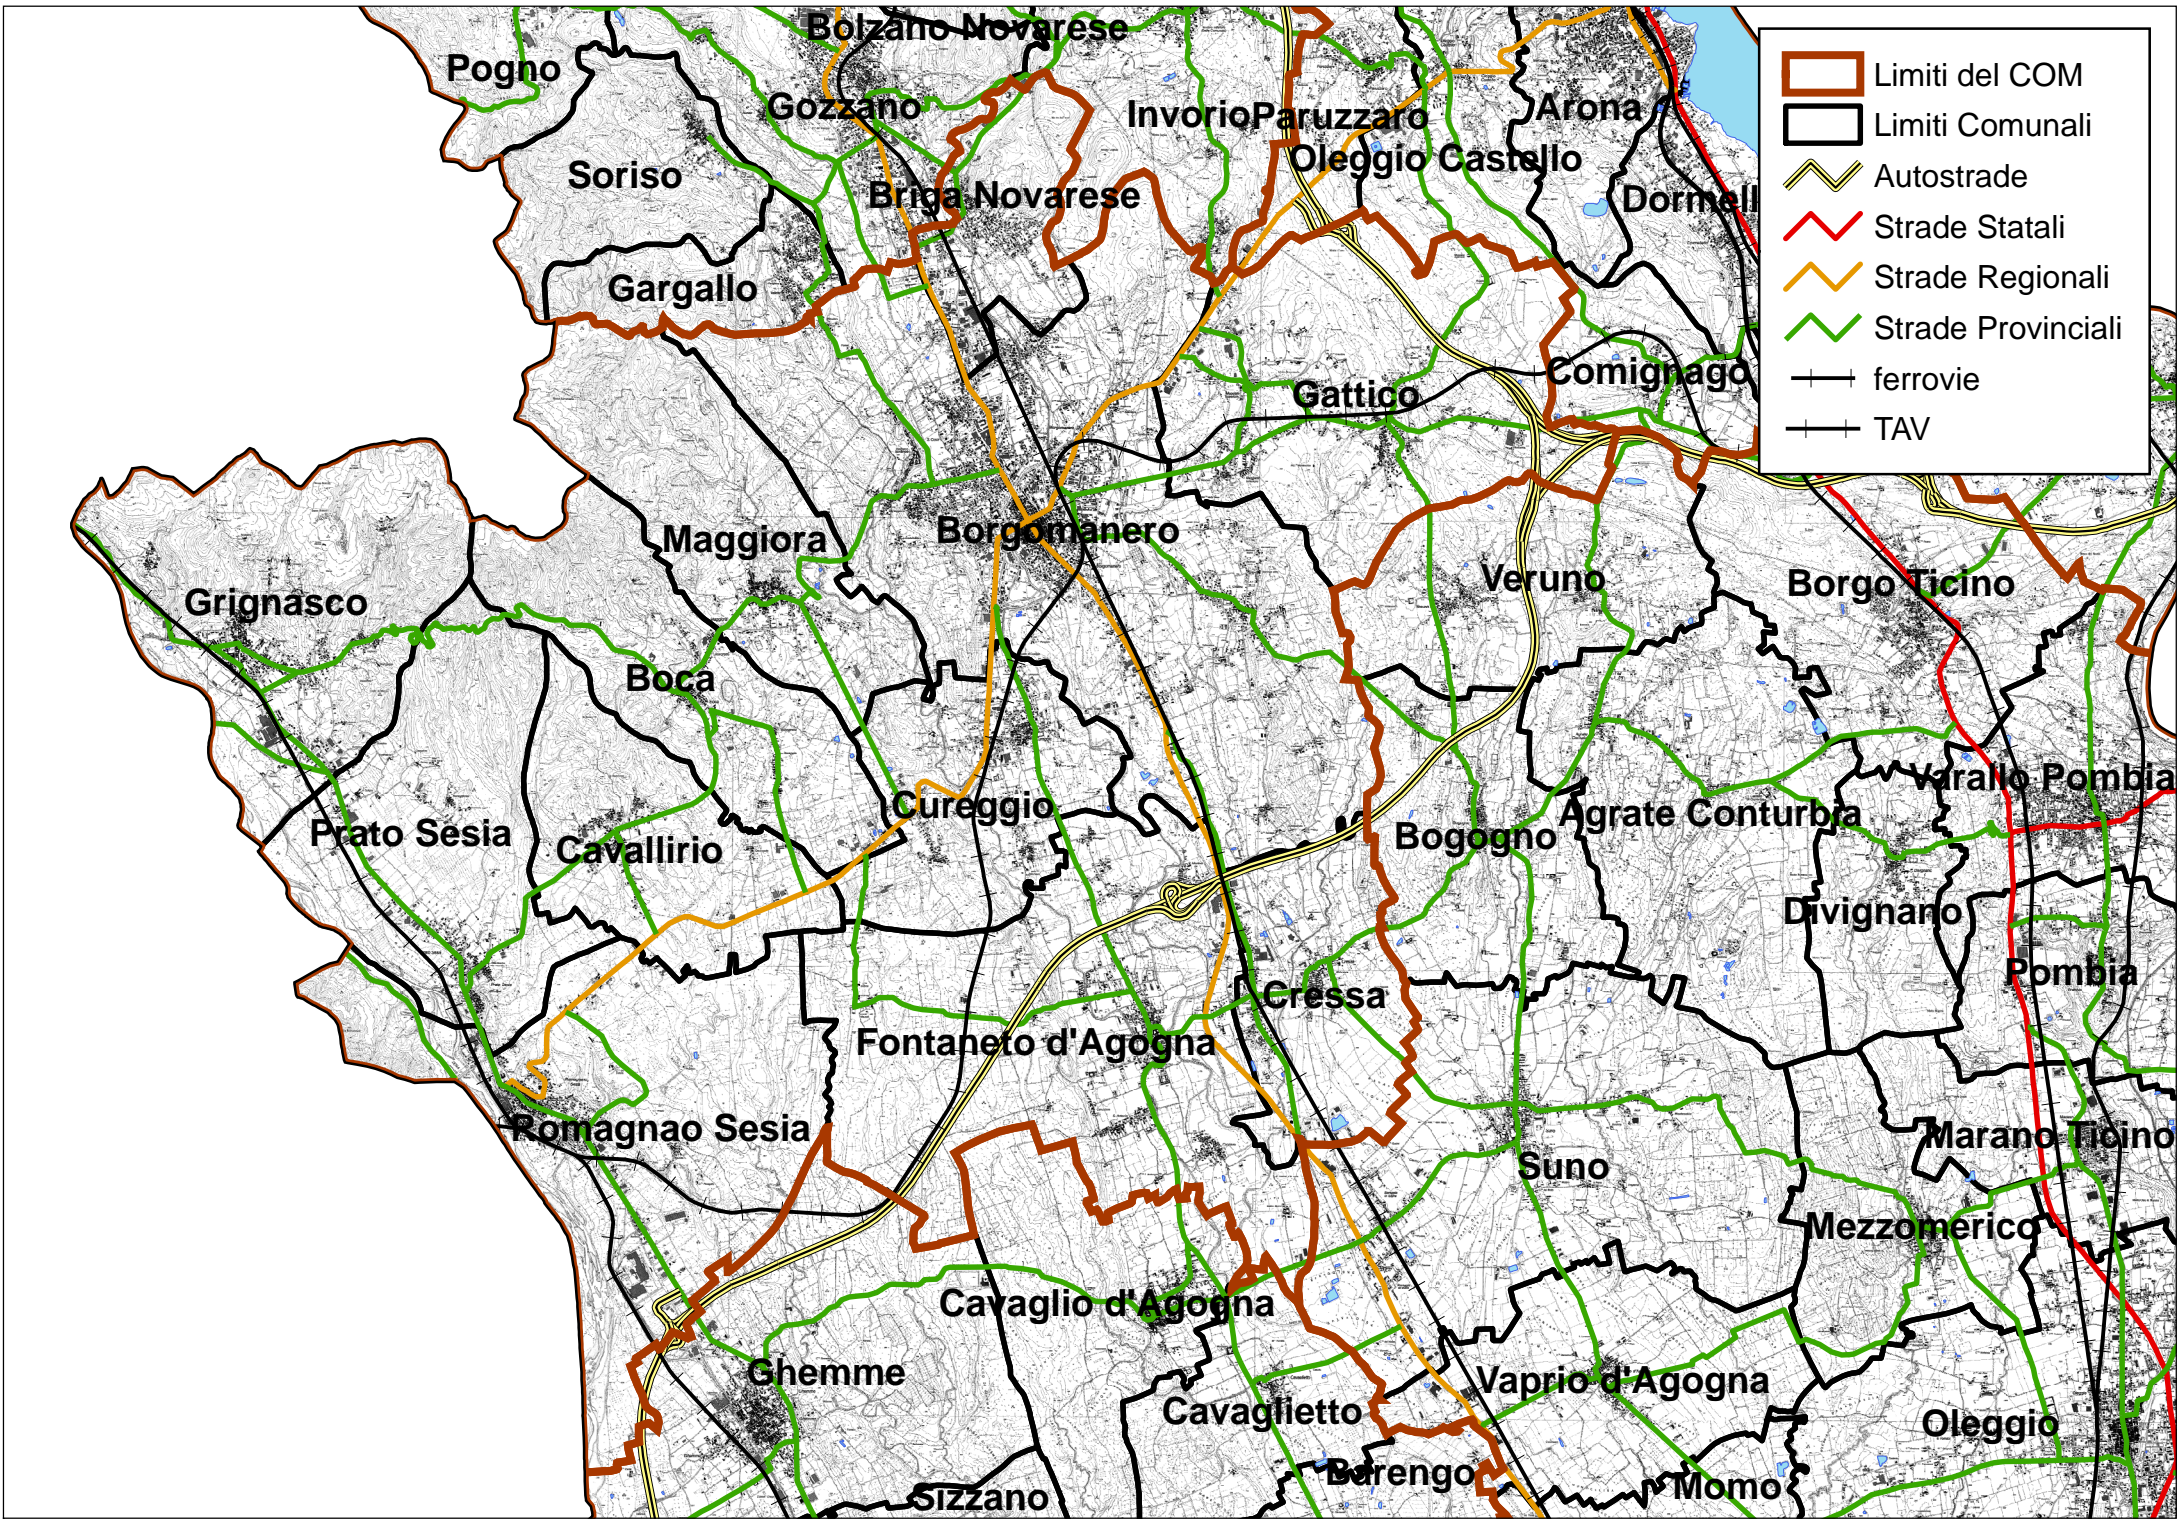 Bolzano Novarese
Pogno
Gozzano
Invorio
Paruzzaro
Arona
Soriso
Oleggio Castello
Briga Novarese
Dormell
Gargallo
Comignago
Gattico
Maggiora
Borgomanero
Veruno
Borgo Ticino
Grignasco
Boca
Varallo Pombia
Cureggio
Agrate Conturbia
Prato Sesia
Cavallirio
Bogogno
Divignano
Pombia
Cressa
Fontaneto d'Agogna
Romagnao Sesia
Marano Ticino
Suno
Mezzomerico
Cavaglio d'Agogna
Ghemme
Vaprio d'Agogna
Cavaglietto
Oleggio
Barengo
Momo
Sizzano
Limiti del COM
Limiti Comunali
Autostrade
Strade Statali
Strade Regionali
Strade Provinciali
ferrovie
TAV